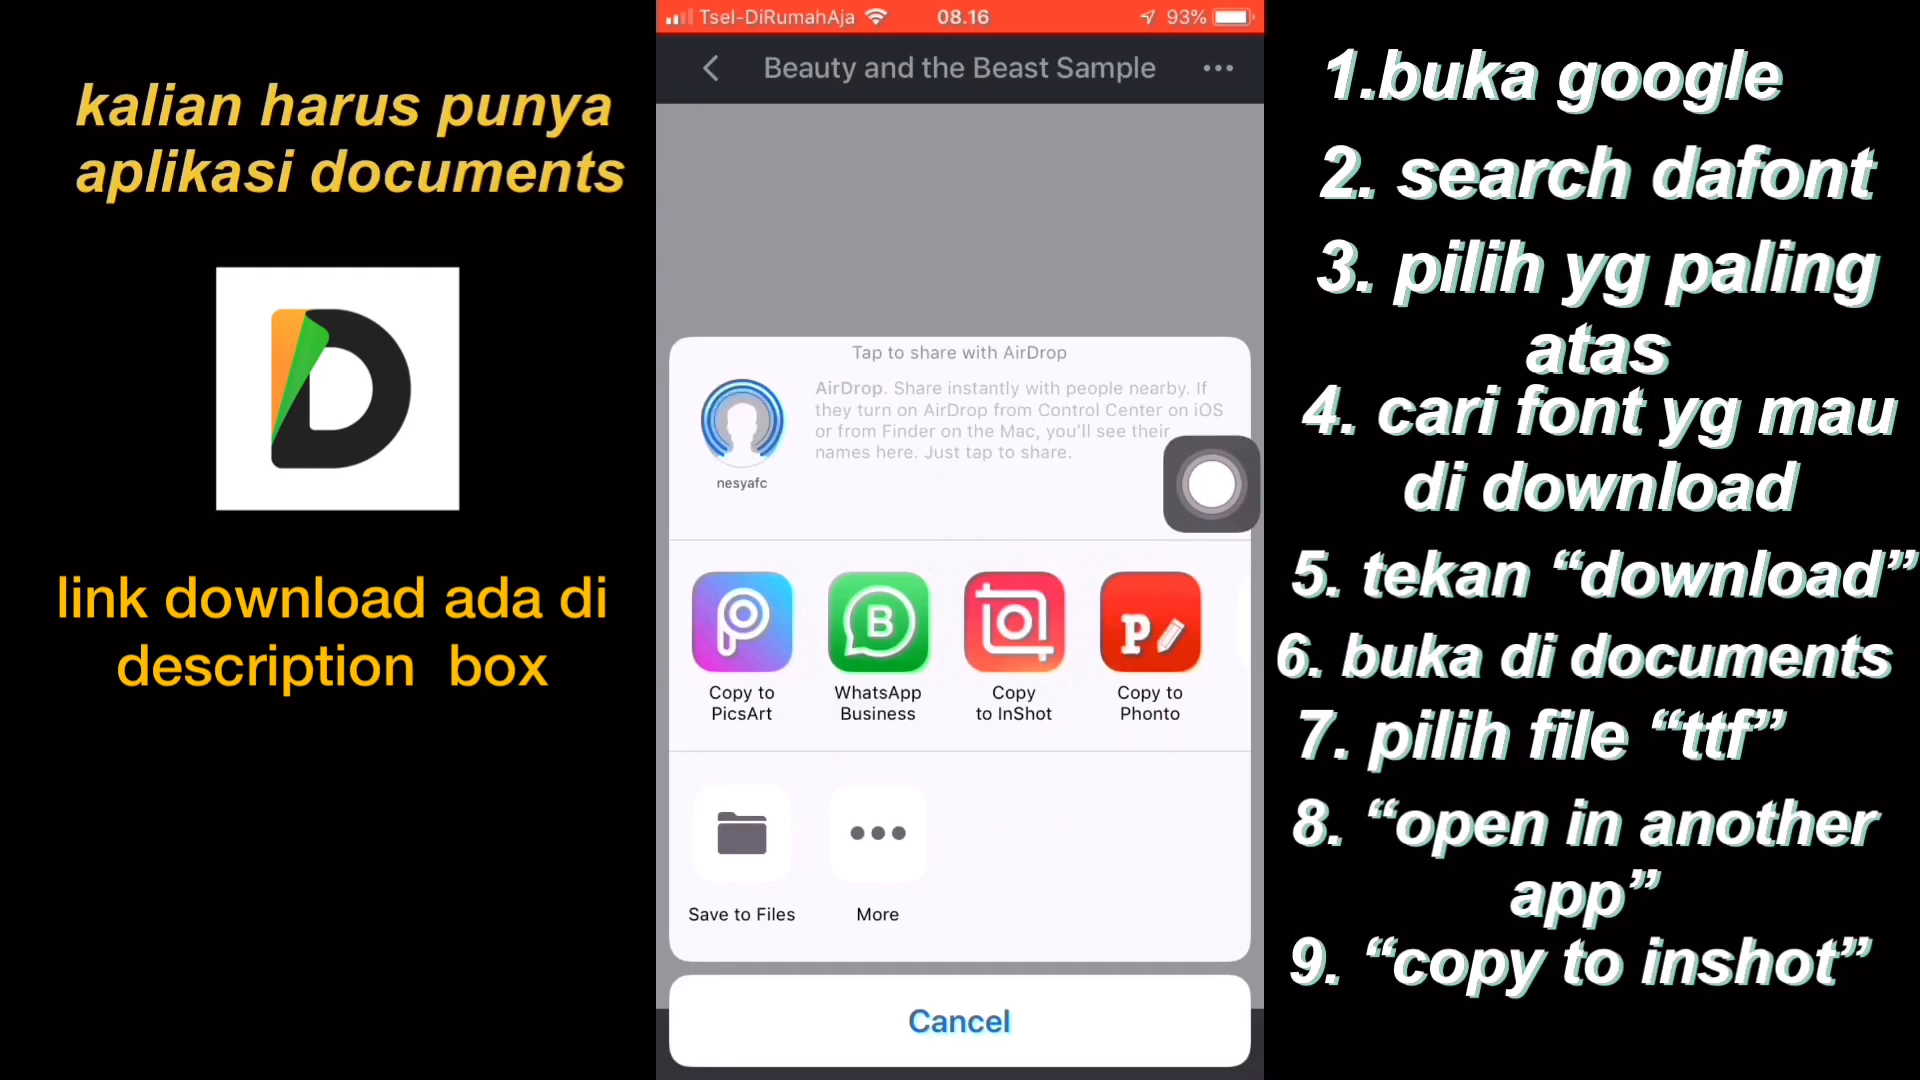 kalian harus punya
aplikasi documents
link download ada di
description box
Tsel-DiRumahAja
08.16
93%
Beauty and the Beast Sample
Tap to share with AirDrop
AirDrop. Share instantly with people nearby. If
they turn on AirDrop from Control Center on iOS
or from Finder on the Mac, you'll see their
names here. Just tap to share.
nesyafc
Copy to
PicsArt
WhatsApp
Business
Copy
to InShot
Copy to
Phonto
Save to Files
More
Cancel
1.buka google
2. search dafont
3. pilih yg paling
atas
4. cari font yg mau
di download
5. tekan “download”
6. buka di documents
7. pilih file “ttf”
8. “open in another
app”
9. “copy to inshot”